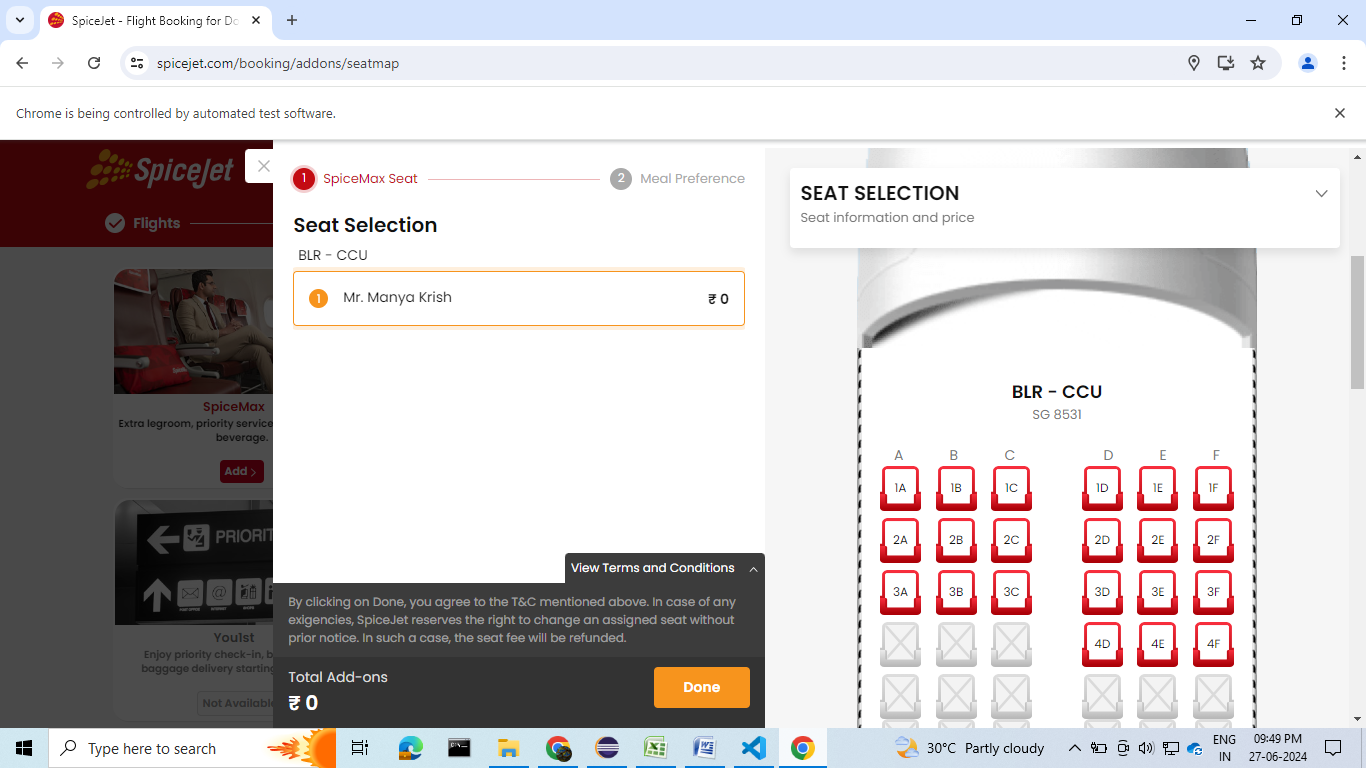 SpiceJet - Flight Booking for Do
spicejet.com/booking/addons/seatmap
Chrome is being controlled by automated test software.
SpiceJet
Flights
SpiceMax
Extra legroom, priority service
beverage.
Add >
PRIORIT
You1st
Enjoy priority check-in, b
baggage delivery starting
Not Available
1 SpiceMax Seat
2 Meal Preference
Seat Selection
BLR - CCU
1 Mr. Manya Krish ₹ 0
View Terms and Conditions
By clicking on Done, you agree to the T&C mentioned above. In case of any
exigencies, SpiceJet reserves the right to change an assigned seat without
prior notice. In such a case, the seat fee will be refunded.
Total Add-ons
₹ 0
Done
SEAT SELECTION
Seat information and price
BLR - CCU
SG 8531
A B C D E F
1A 1B 1C 1D 1E 1F
2A 2B 2C 2D 2E 2F
3A 3B 3C 3D 3E 3F
4D 4E 4F
Type here to search
30°C Partly cloudy
ENG
IN
09:49 PM
27-06-2024